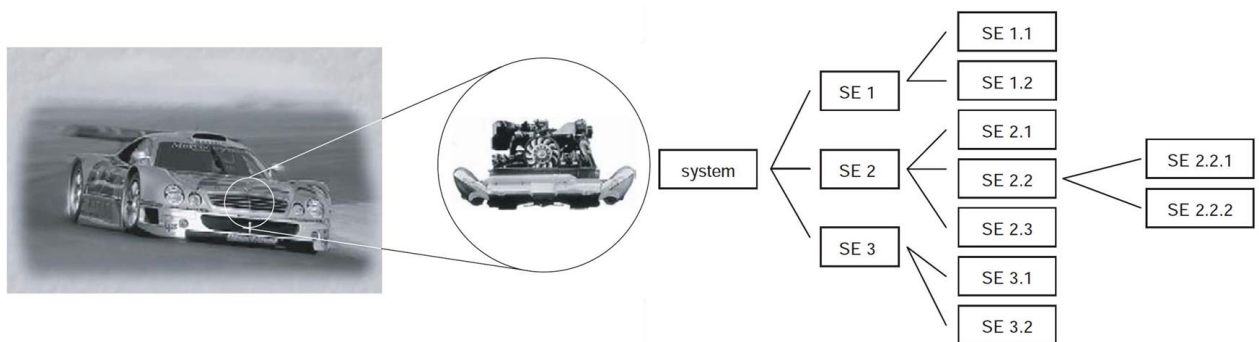 system
SE 1
SE 2
SE 3
SE 1.1
SE 1.2
SE 2.1
SE 2.2
SE 2.3
SE 3.1
SE 3.2
SE 2.2.1
SE 2.2.2